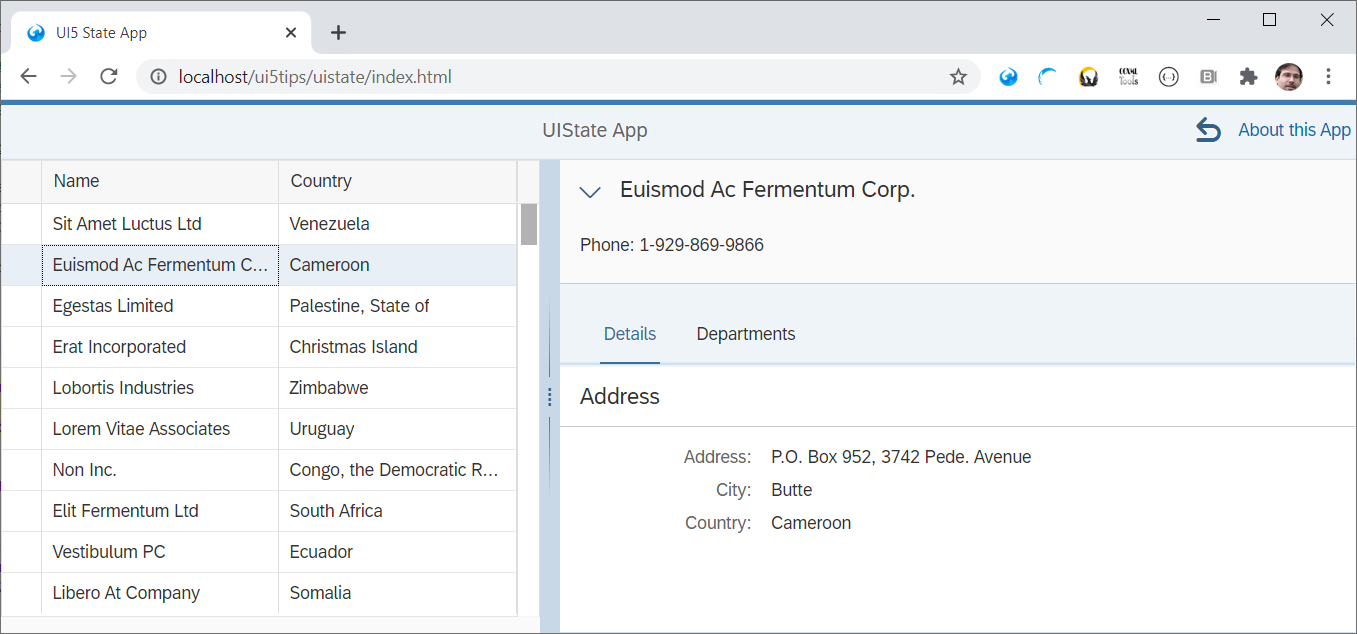 UI5 State App
localhost/ui5tips/uistate/index.html
UIState App
About this App
Name Country
Sit Amet Luctus Ltd Venezuela
Euismod Ac Fermentum C... Cameroon
Egestas Limited Palestine, State of
Erat Incorporated Christmas Island
Lobortis Industries Zimbabwe
Lorem Vitae Associates Uruguay
Non Inc. Congo, the Democratic R...
Elit Fermentum Ltd South Africa
Vestibulum PC Ecuador
Libero At Company Somalia
Euismod Ac Fermentum Corp.
Phone: 1-929-869-9866
Details Departments
Address
Address: P.O. Box 952, 3742 Pede. Avenue
City: Butte
Country: Cameroon